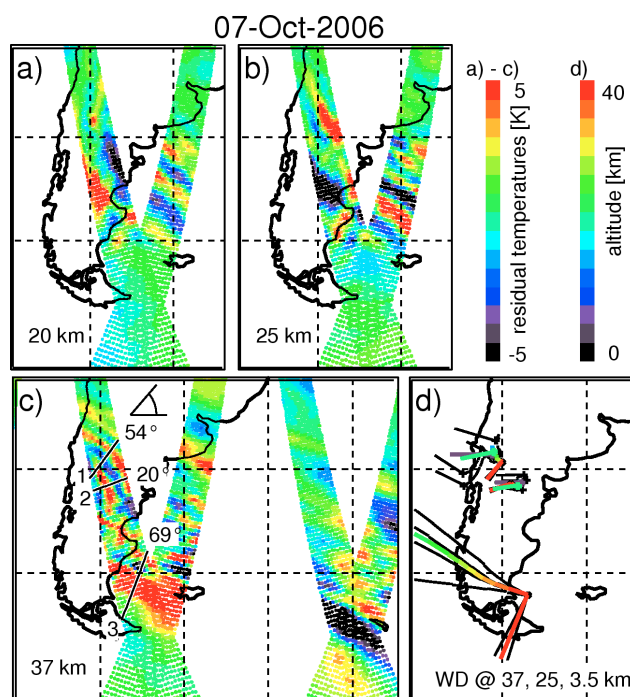 07-Oct-2006
a)
20 km
b)
25 km
a) - c)
5
residual temperatures [K]
-5
d)
40
altitude [km]
0
c)
54°
1
20°
2
69°
3
37 km
d)
WD @ 37, 25, 3.5 km